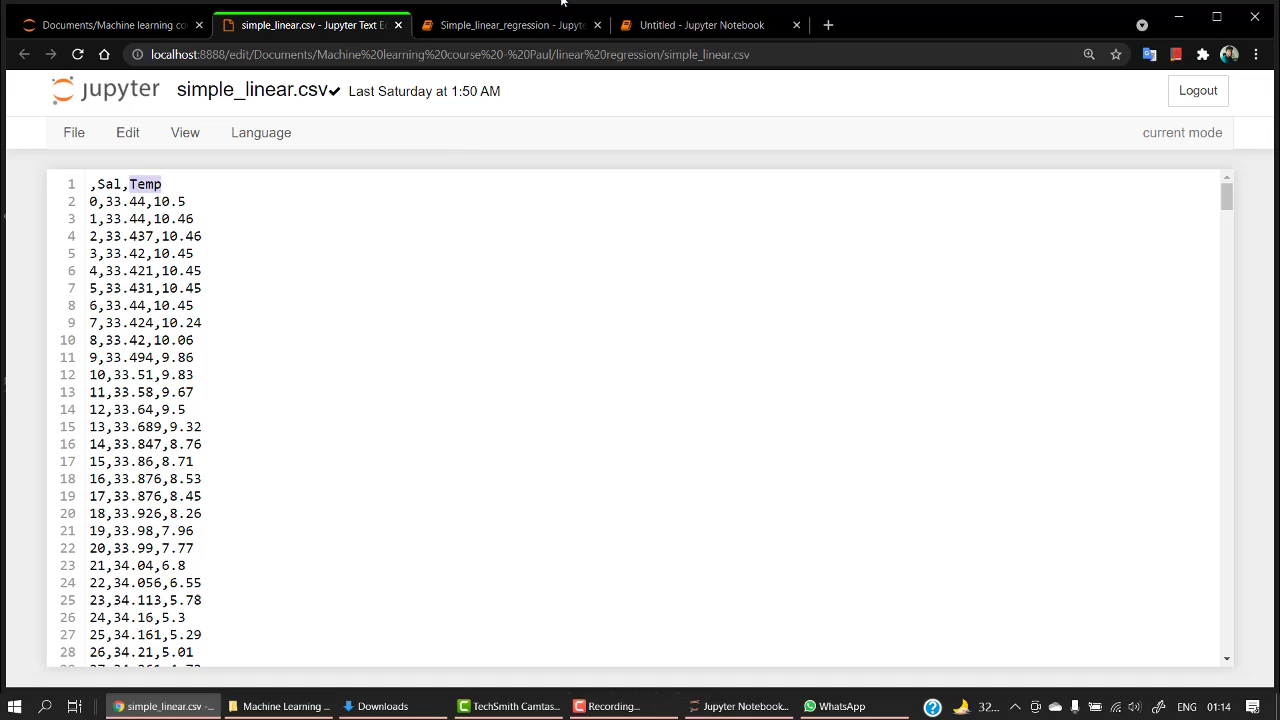 Documents/Machine learning co
simple_linear.csv - Jupyter Text E
Simple_linear_regression - Jupyte
Untitled - Jupyter Notebook
localhost:8888/edit/Documents/Machine%20learning%20course%20-%20Paul/linear%20regression/simple_linear.csv
jupyter simple_linear.csv Last Saturday at 1:50 AM
Logout
File Edit View Language current mode
1 ,Sal,Temp
2 0,33.44,10.5
3 1,33.44,10.46
4 2,33.437,10.46
5 3,33.42,10.45
6 4,33.421,10.45
7 5,33.431,10.45
8 6,33.44,10.45
9 7,33.424,10.24
10 8,33.42,10.06
11 9,33.494,9.86
12 10,33.51,9.83
13 11,33.58,9.67
14 12,33.64,9.5
15 13,33.689,9.32
16 14,33.847,8.76
17 15,33.86,8.71
18 16,33.876,8.53
19 17,33.876,8.45
20 18,33.926,8.26
21 19,33.98,7.96
22 20,33.99,7.77
23 21,34.04,6.8
24 22,34.056,6.55
25 23,34.113,5.78
26 24,34.16,5.3
27 25,34.161,5.29
28 26,34.21,5.01
simple_linear.csv -...
Machine Learning ...
Downloads
TechSmith Camtas...
Recording...
Jupyter Notebook...
WhatsApp
32...
ENG
01:14